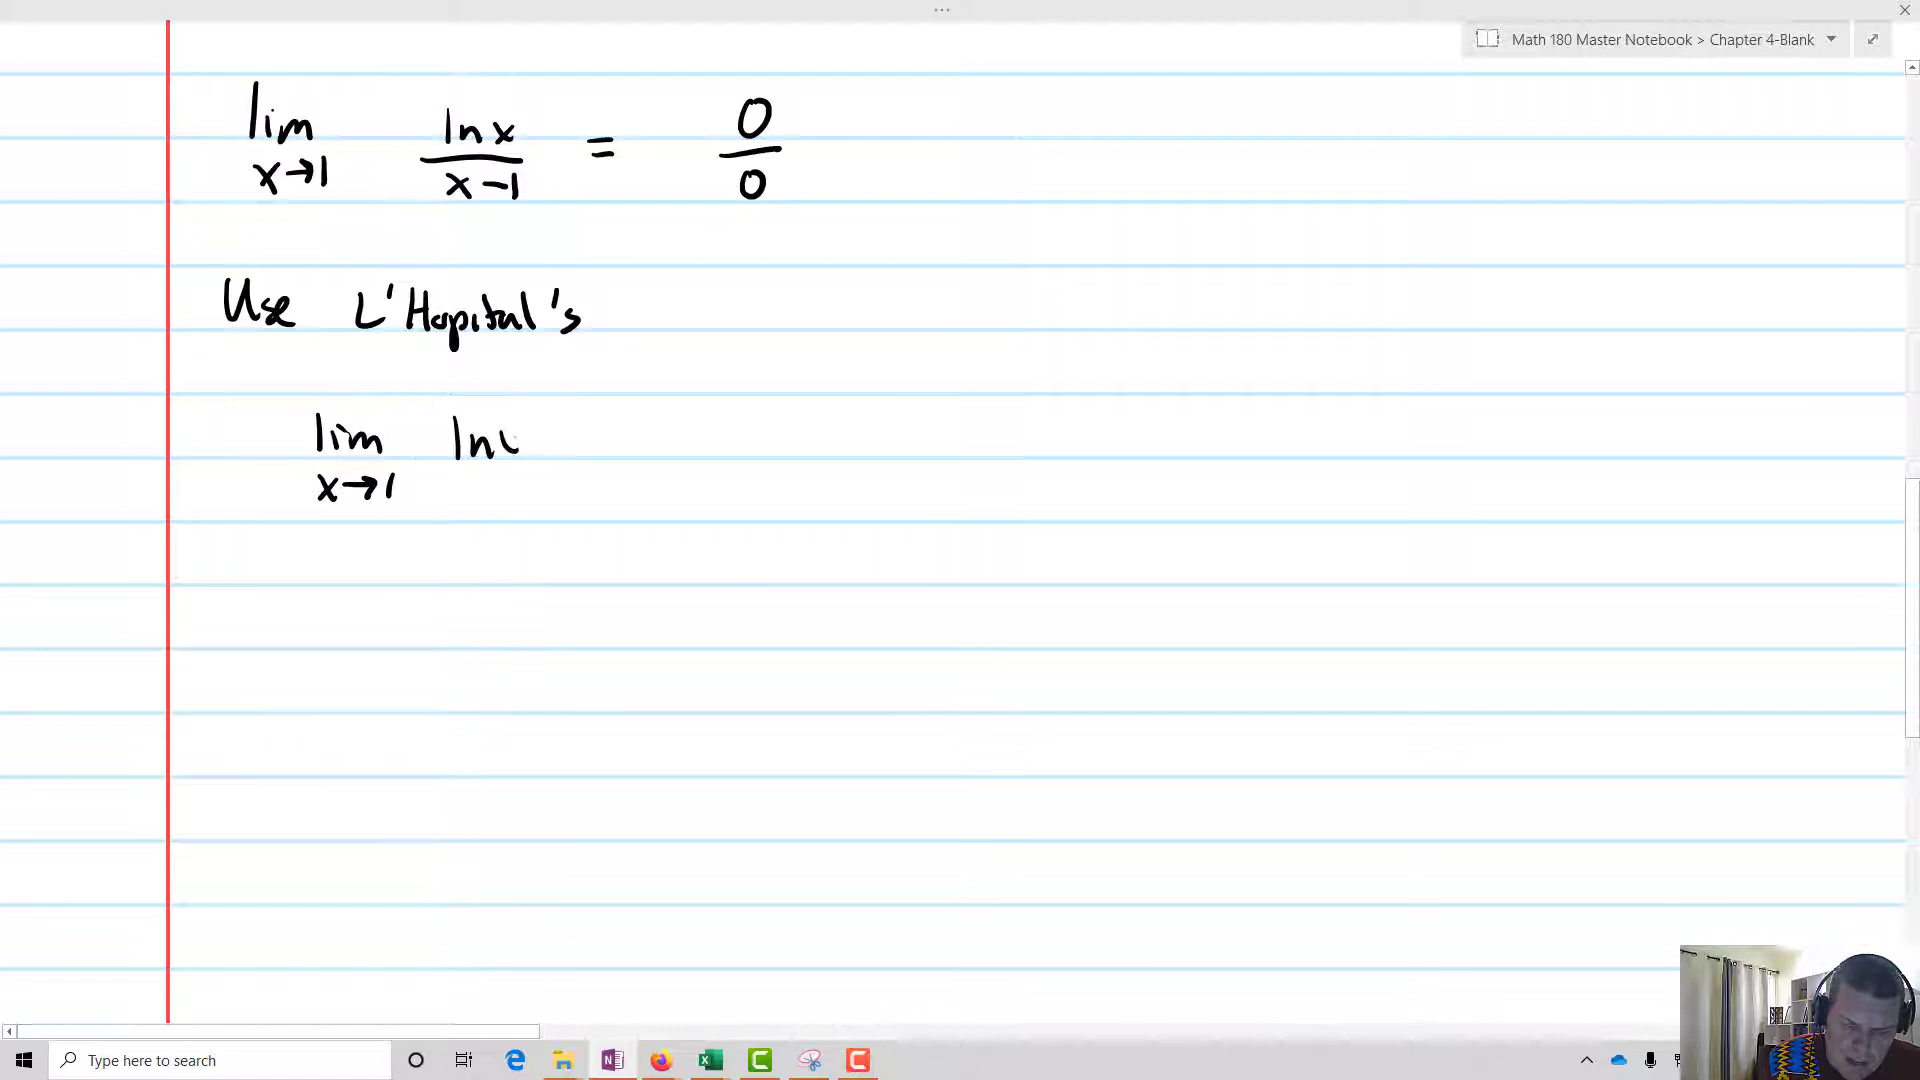 ...
Math 180 Master Notebook > Chapter 4-Blank
lim ln x / x - 1 = 0 / 0
x→1
Use L'Hopital's
lim ln
x→1
Type here to search